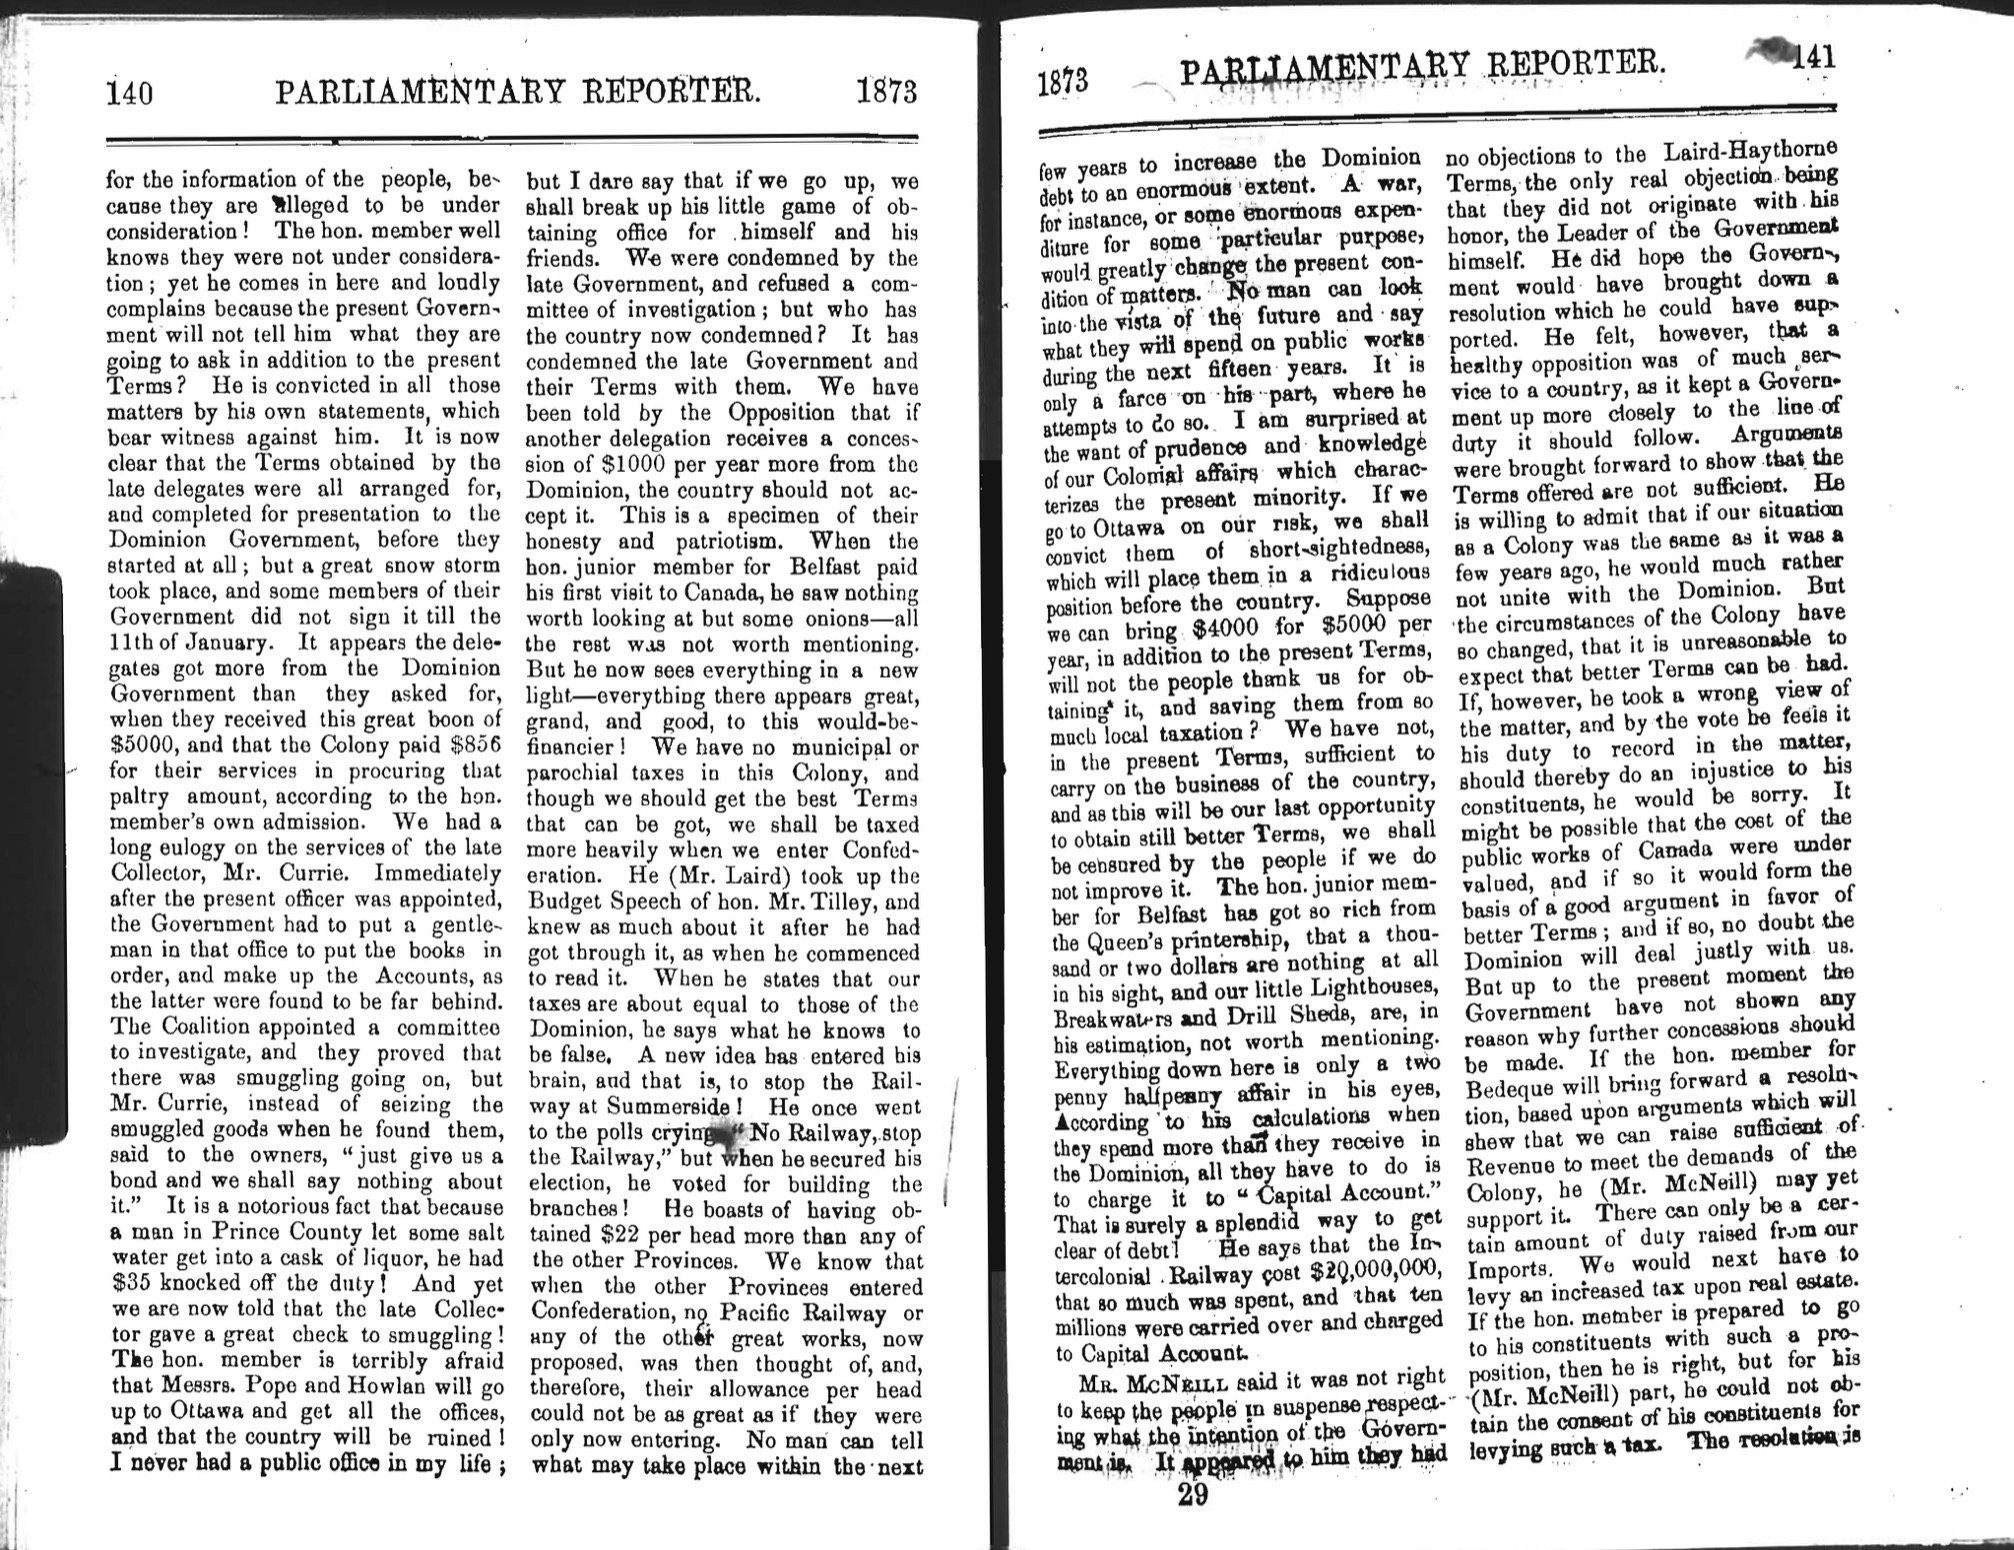 140 PARLIAMENTARY REPORTER. 1873
for the information of the people, be-
cause they are alleged to be under
consideration! The hon. member well
knows they were not under considera-
tion; yet he comes in here and loudly
complains because the present Govern-
ment will not tell him what they are
going to ask in addition to the present
Terms? He is convicted in all those
matters by his own statements, which
bear witness against him. It is now
clear that the Terms obtained by the
late delegates were all arranged for,
and completed for presentation to the
Dominion Government, before they
started at all; but a great snow storm
took place, and some members of their
Government did not sign it till the
11th of January. It appears the dele-
gates got more from the Dominion
Government than they asked for,
when they received this great boon of
$5000, and that the Colony paid $856
for their services in procuring that
paltry amount, according to the hon.
member's own admission. We had a
long eulogy on the services of the late
Collector, Mr. Currie. Immediately
after the present officer was appointed,
the Government had to put a gentle-
man in that office to put the books in
order, and make up the Accounts, as
the latter were found to be far behind.
The Coalition appointed a committee
to investigate, and they proved that
there was smuggling going on, but
Mr. Currie, instead of seizing the
smuggled goods when he found them,
said to the owners, "just give us a
bond and we shall say nothing about
it." It is a notorious fact that because
a man in Prince County let some salt
water get into a cask of liquor, he had
$35 knocked off the duty! And yet
we are now told that the late Collec-
tor gave a great check to smuggling!
The hon. member is terribly afraid
that Messrs. Pope and Howlan will go
up to Ottawa and get all the offices,
and that the country will be ruined!
I never had a public office in my life;
but I dare say that if we go up, we
shall break up his little game of ob-
taining office for himself and his
friends. We were condemned by the
late Government, and refused a com-
mittee of investigation; but who has
the country now condemned? It has
condemned the late Government and
their Terms with them. We have
been told by the Opposition that if
another delegation receives a conces-
sion of $1000 per year more from the
Dominion, the country should not ac-
cept it. This is a specimen of their
honesty and patriotism. When the
hon. junior member for Belfast paid
his first visit to Canada, he saw nothing
worth looking at but some onions—all
the rest was not worth mentioning.
But he now sees everything in a new
light—everything there appears great,
grand, and good, to this would-be-
financier! We have no municipal or
parochial taxes in this Colony, and
though we should get the best Terms
that can be got, we shall be taxed
more heavily when we enter Confed-
eration. He (Mr. Laird) took up the
Budget Speech of hon. Mr. Tilley, and
knew as much about it after he had
got through it, as when he commenced
to read it. When he states that our
taxes are about equal to those of the
Dominion, he says what he knows to
be false. A new idea has entered his
brain, and that is, to stop the Rail-
way at Summerside! He once went
to the polls crying "No Railway, stop
the Railway," but when he secured his
election, he voted for building the
branches! He boasts of having ob-
tained $22 per head more than any of
the other Provinces. We know that
when the other Provinces entered
Confederation, no Pacific Railway or
any of the other great works, now
proposed, was then thought of, and,
therefore, their allowance per head
could not be as great as if they were
only now entering. No man can tell
what may take place within the next
1873 PARLIAMENTARY REPORTER. 141
few years to increase the Dominion
debt to an enormous extent. A war,
for instance, or some enormous expen-
diture for some particular purpose,
would greatly change the present con-
dition of matters. No man can look
into the vista of the future and say
what they will spend on public works
during the next fifteen years. It is
only a farce on his part, where he
attempts to do so. I am surprised at
the want of prudence and knowledge
of our Colonial affairs which charac-
terizes the present minority. If we
go to Ottawa on our risk, we shall
convict them of short-sightedness,
which will place them in a ridiculous
position before the country. Suppose
we can bring $4000 for $5000 per
year, in addition to the present Terms,
will not the people thank us for ob-
taining it, and saving them from so
much local taxation? We have not,
in the present Terms, sufficient to
carry on the business of the country,
and as this will be our last opportunity
to obtain still better Terms, we shall
be censured by the people if we do
not improve it. The hon. junior mem-
ber for Belfast has got so rich from
the Queen's printership, that a thou-
sand or two dollars are nothing at all
in his sight, and our little Lighthouses,
Breakwaters and Drill Sheds, are, in
his estimation, not worth mentioning.
Everything down here is only a two
penny halfpenny affair in his eyes,
According to his calculations when
they spend more than they receive in
the Dominion, all they have to do is
to charge it to "Capital Account."
That is surely a splendid way to get
clear of debt! He says that the In-
tercolonial Railway cost $20,000,000,
that so much was spent, and that ten
millions were carried over and charged
to Capital Account.
MR. MCNEILL said it was not right
to keep the people in suspense respect-
ing what the intention of the Govern-
ment is. It appeared to him they had
no objections to the Laird-Haythorne
Terms, the only real objection being
that they did not originate with his
honor, the Leader of the Government
himself. He did hope the Govern-
ment would have brought down a
resolution which he could have sup-
ported. He felt, however, that a
healthy opposition was of much ser-
vice to a country, as it kept a Govern-
ment up more closely to the line of
duty it should follow. Arguments
were brought forward to show that the
Terms offered are not sufficient. He
is willing to admit that if our situation
as a Colony was the same as it was a
few years ago, he would much rather
not unite with the Dominion. But
the circumstances of the Colony have
so changed, that it is unreasonable to
expect that better Terms can be had.
If, however, he took a wrong view of
the matter, and by the vote he feels it
his duty to record in the matter,
should thereby do an injustice to his
constituents, he would be sorry. It
might be possible that the cost of the
public works of Canada were under
valued, and if so it would form the
basis of a good argument in favor of
better Terms; and if so, no doubt the
Dominion will deal justly with us.
But up to the present moment the
Government have not shown any
reason why further concessions should
be made. If the hon. member for
Bedeque will bring forward a resolu-
tion, based upon arguments which will
shew that we can raise sufficient of
Revenue to meet the demands of the
Colony, he (Mr. McNeill) may yet
support it. There can only be a cer-
tain amount of duty raised from our
Imports. We would next have to
levy an increased tax upon real estate.
If the hon. member is prepared to go
to his constituents with such a pro-
position, then he is right, but for his
(Mr. McNeill) part, he could not ob-
tain the consent of his constituents for
levying such a tax. The resolution is
29